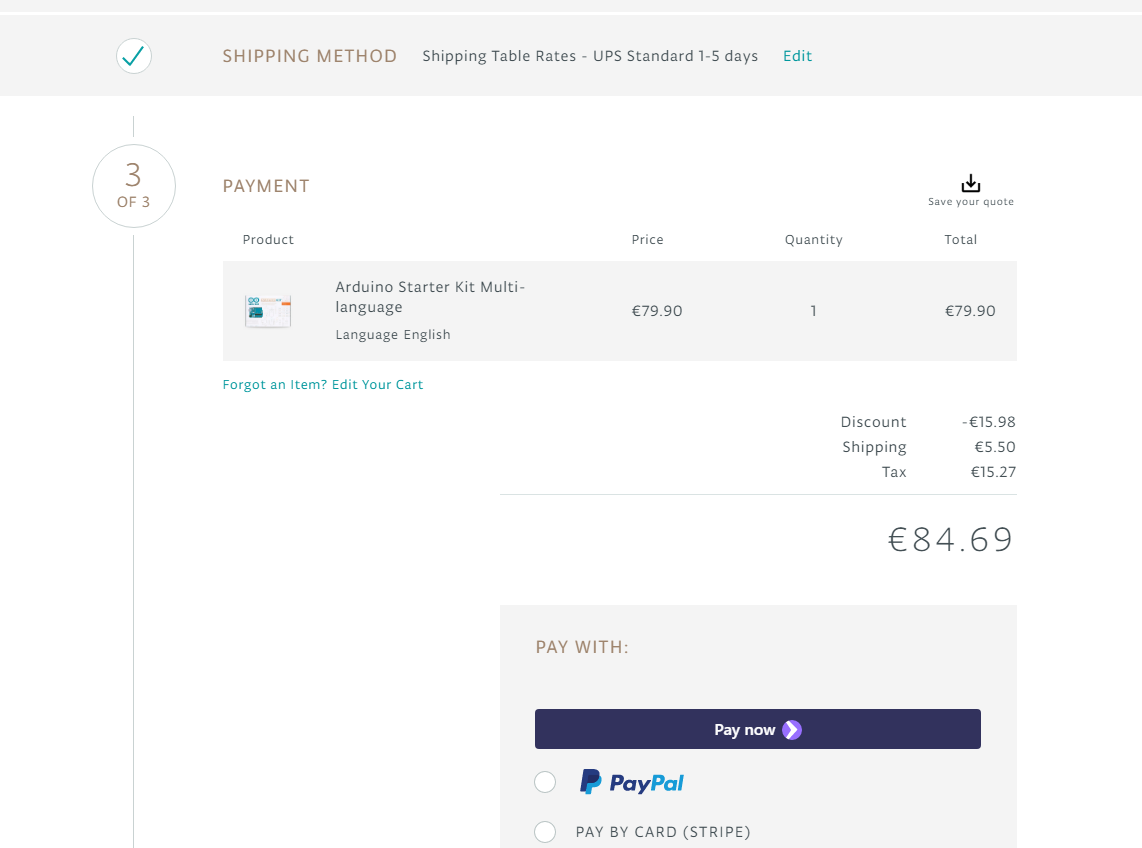 SHIPPING METHOD Shipping Table Rates - UPS Standard 1-5 days Edit
3
OF 3
PAYMENT
Save your quote
Product Price Quantity Total
Arduino Starter Kit Multi-
language
Language English
€79.90 1 €79.90
Forgot an Item? Edit Your Cart
Discount -€15.98
Shipping €5.50
Tax €15.27
€84.69
PAY WITH:
Pay now
PayPal
PAY BY CARD (STRIPE)